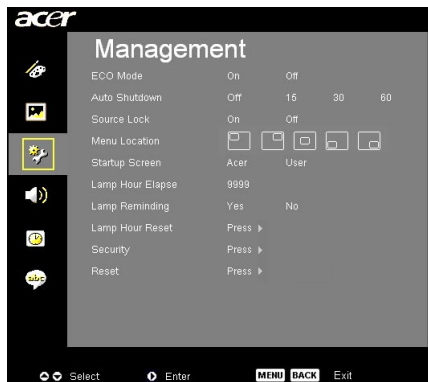 acer
Management
ECO Mode On Off
Auto Shutdown Off 15 30 60
Source Lock On Off
Menu Location
Startup Screen Acer User
Lamp Hour Elapse 9999
Lamp Reminding Yes No
Lamp Hour Reset Press
Security Press
Reset Press
abc
Select Enter MENU BACK Exit